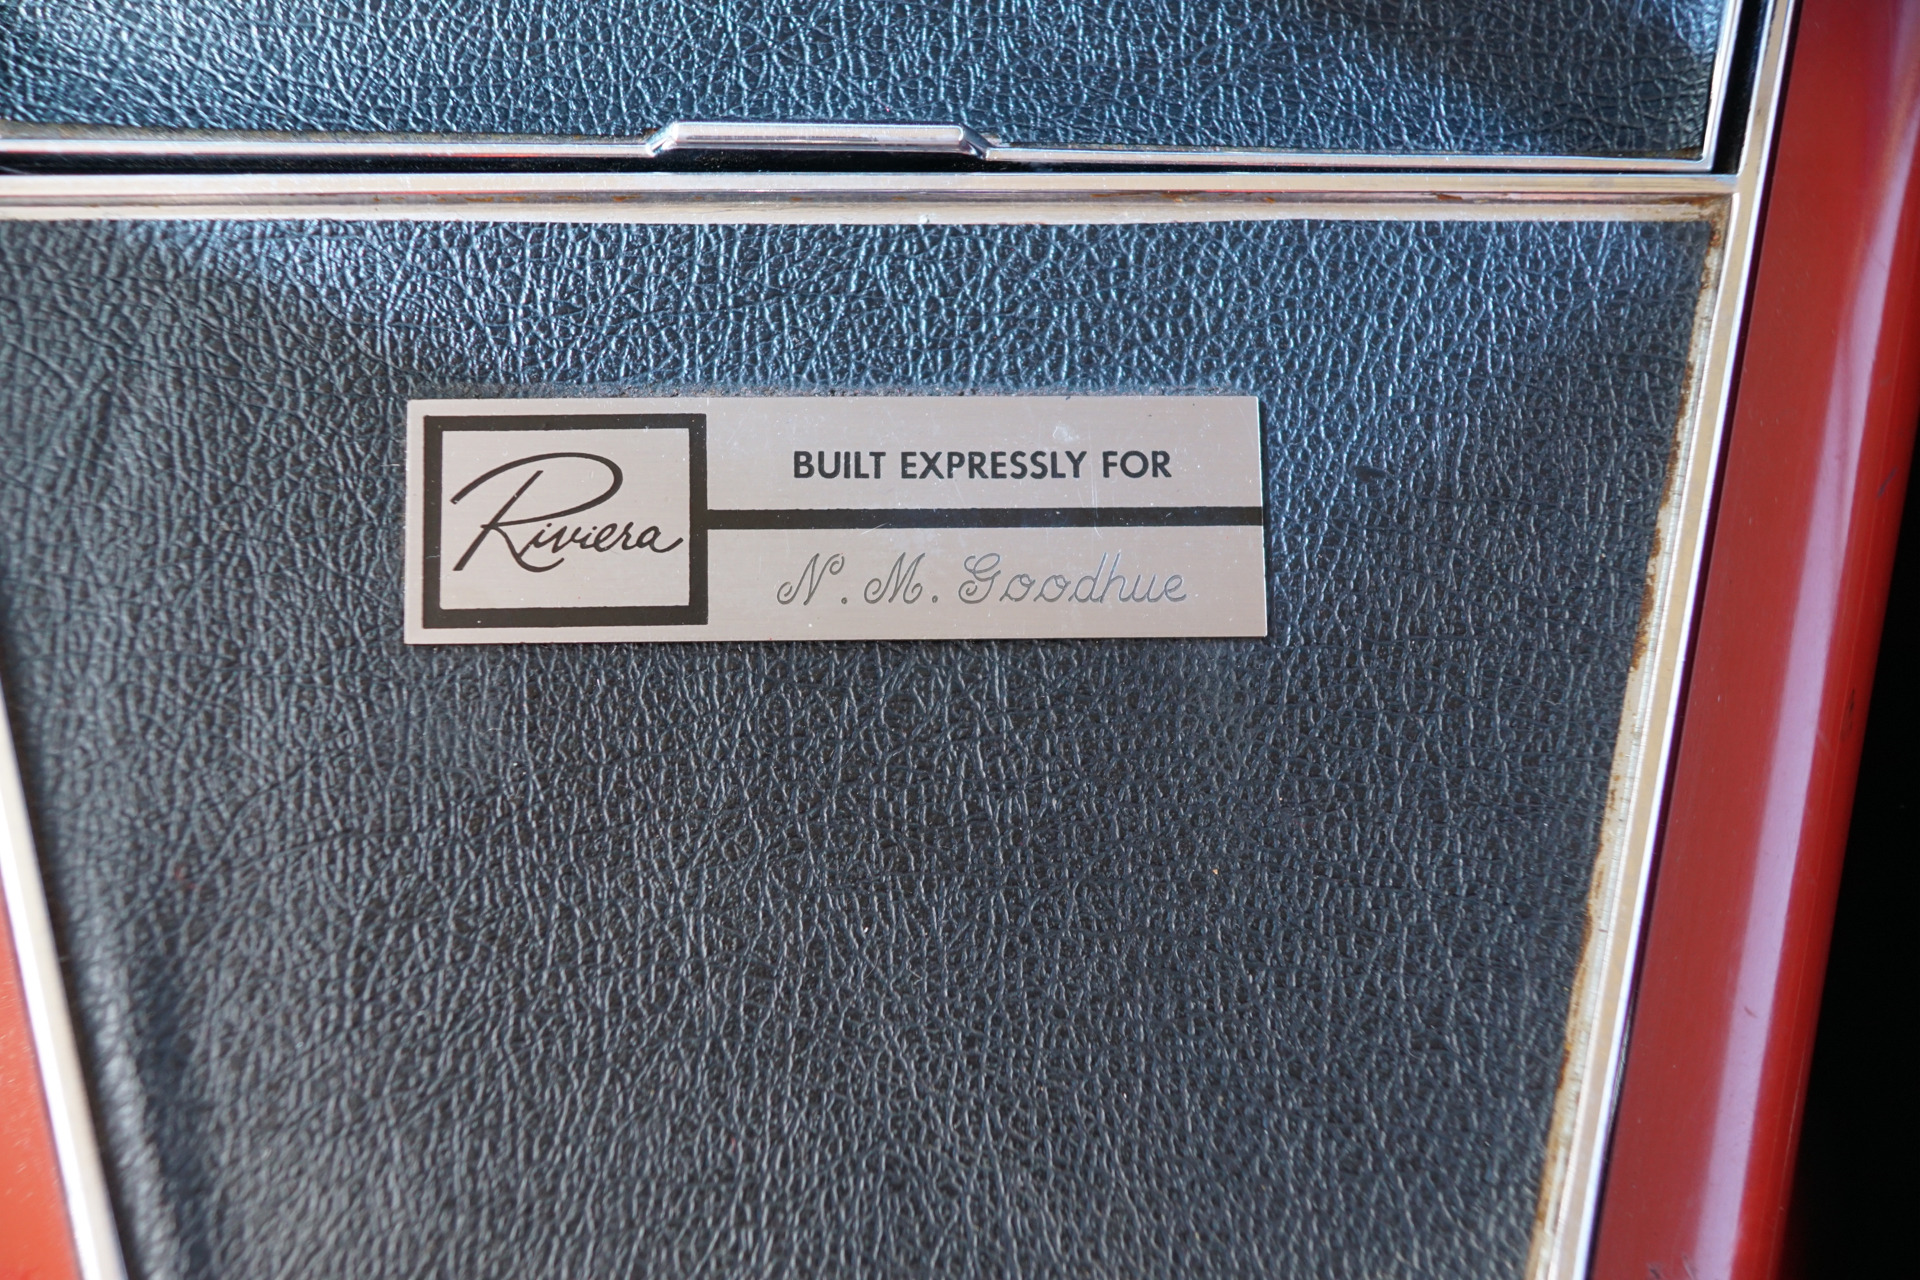 Riviera
BUILT EXPRESSLY FOR
N. M. Goodhue